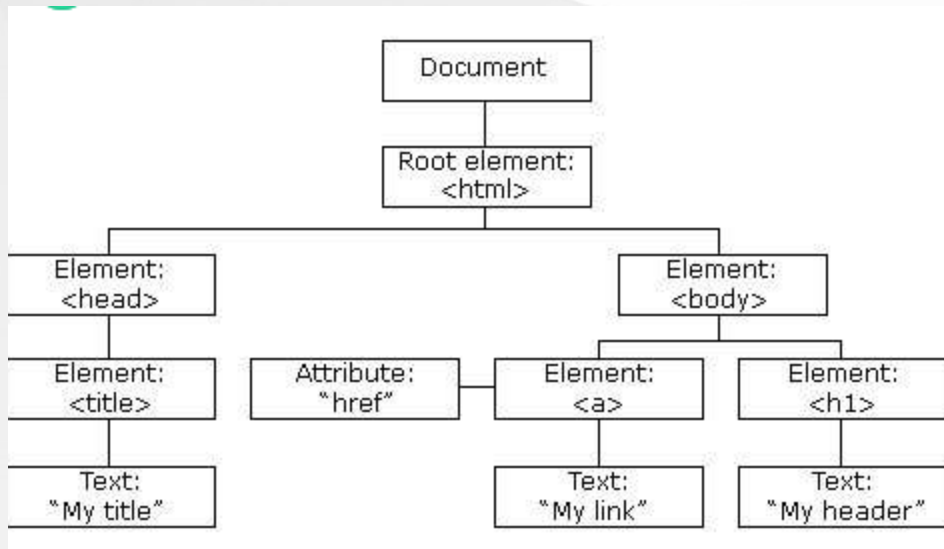 Document
Root element:
<html>
Element:
<head>
Element:
<body>
Element:
<title>
Attribute:
“href”
Element:
<a>
Element:
<h1>
Text:
“My title”
Text:
“My link”
Text:
“My header”